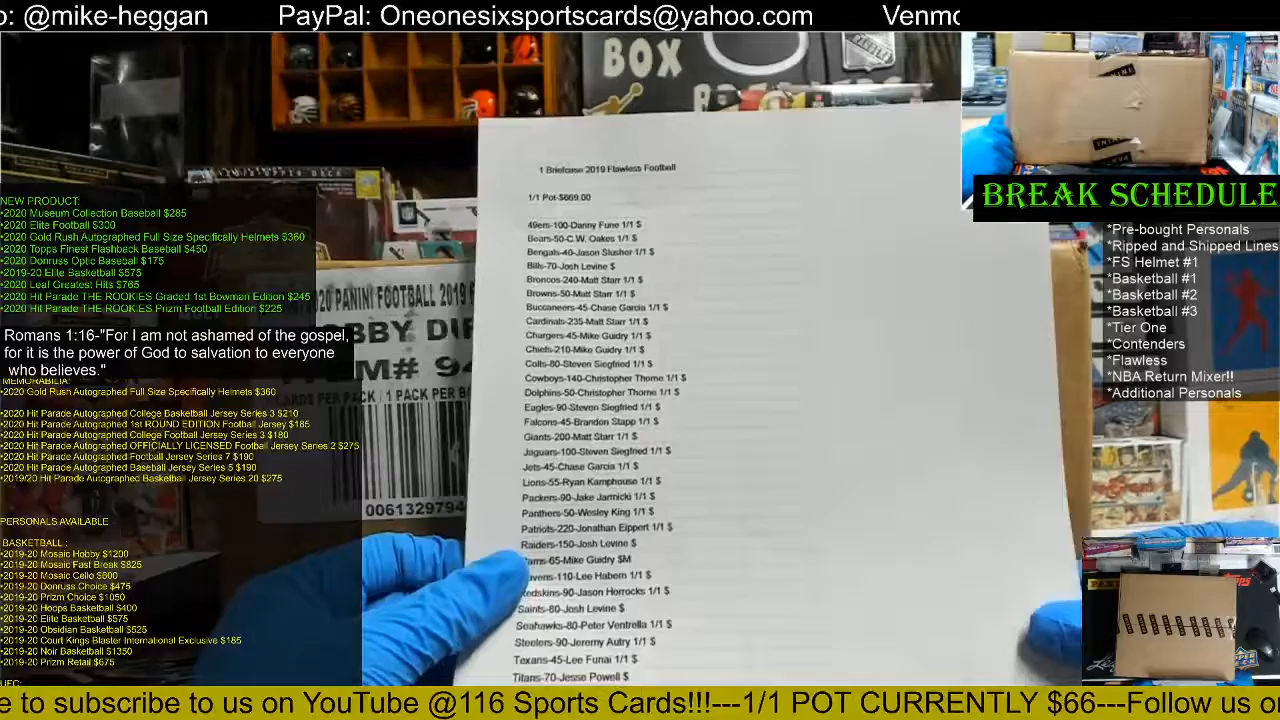 o: @mike-heggan PayPal: Oneonesixsportscards@yahoo.com Venmo
BOX
BREAK SCHEDULE
*Pre-bought Personals
*Ripped and Shipped Lines
*FS Helmet #1
*Basketball #1
*Basketball #2
*Basketball #3
*Tier One
*Contenders
*Flawless
*NBA Return Mixer!!
*Additional Personals
NEW PRODUCT:
•2020 Museum Collection Baseball $285
•2020 Elite Football $300
•2020 Gold Rush Autographed Full Size Specifically Helmets $360
•2020 Topps Finest Flashback Baseball $450
•2020 Donruss Optic Baseball $175
•2019-20 Elite Basketball $575
•2020 Leaf Greatest Hits $765
•2020 Hit Parade THE ROOKIES Graded 1st Bowman Edition $245
•2020 Hit Parade THE ROOKIES Prizm Football Edition $225
Romans 1:16-"For I am not ashamed of the gospel,
for it is the power of God to salvation to everyone
who believes."
MEMORABILIA:
•2020 Gold Rush Autographed Full Size Specifically Helmets $360
•2020 Hit Parade Autographed College Basketball Jersey Series 3 $210
•2020 Hit Parade Autographed 1st ROUND EDITION Football Jersey $185
•2020 Hit Parade Autographed College Football Jersey Series 3 $180
•2020 Hit Parade Autographed OFFICIALLY LICENSED Football Jersey Series 2 $275
•2020 Hit Parade Autographed Football Jersey Series 7 $190
•2020 Hit Parade Autographed Baseball Jersey Series 5 $190
•2019/20 Hit Parade Autographed Basketball Jersey Series 20 $275
PERSONALS AVAILABLE
BASKETBALL :
•2019-20 Mosaic Hobby $1200
•2019-20 Mosaic Fast Break $825
•2019-20 Mosaic Cello $600
•2019-20 Donruss Choice $475
•2019-20 Prizm Choice $1050
•2019-20 Hoops Basketball $400
•2019-20 Elite Basketball $575
•2019-20 Obsidian Basketball $525
•2019-20 Court Kings Blaster International Exclusive $185
•2019-20 Noir Basketball $1350
•2019-20 Prizm Retail $675
UFC:
20 PANINI FOOTBALL 2019
BBY DI
EM# 9
CARDS PER PACK / 1 PACK PER B
0061329794
1 Briefcase 2019 Flawless Football
1/1 Pot-$669.00
49ers-100-Danny Fune 1/1 $
Bears-50-C.W. Oakes 1/1 $
Bengals-40-Jason Slusher 1/1 $
Bills-70-Josh Levine $
Broncos-240-Matt Starr 1/1 $
Browns-50-Matt Starr 1/1 $
Buccaneers-45-Chase Garcia 1/1 $
Cardinals-235-Matt Starr 1/1 $
Chargers-45-Mike Guidry 1/1 $
Chiefs-210-Mike Guidry 1/1 $
Colts-80-Steven Siegfried 1/1 $
Cowboys-140-Christopher Thorne 1/1 $
Dolphins-50-Christopher Thorne 1/1 $
Eagles-90-Steven Siegfried 1/1 $
Falcons-45-Brandon Stapp 1/1 $
Giants-200-Matt Starr 1/1 $
Jaguars-100-Steven Siegfried 1/1 $
Jets-45-Chase Garcia 1/1 $
Lions-55-Ryan Kamphouse 1/1 $
Packers-90-Jake Jarmicki 1/1 $
Panthers-50-Wesley King 1/1 $
Patriots-220-Jonathan Eippert 1/1 $
Raiders-150-Josh Levine $
ams-65-Mike Guidry $M
vens-110-Lee Habern 1/1 $
edskins-90-Jason Horrocks 1/1 $
Saints-80-Josh Levine $
Seahawks-80-Peter Ventrella 1/1 $
Steelers-90-Jeremy Autry 1/1 $
Texans-45-Lee Funai 1/1 $
Titans-70-Jesse Powell $
e to subscribe to us on YouTube @116 Sports Cards!!!---1/1 POT CURRENTLY $66---Follow us o